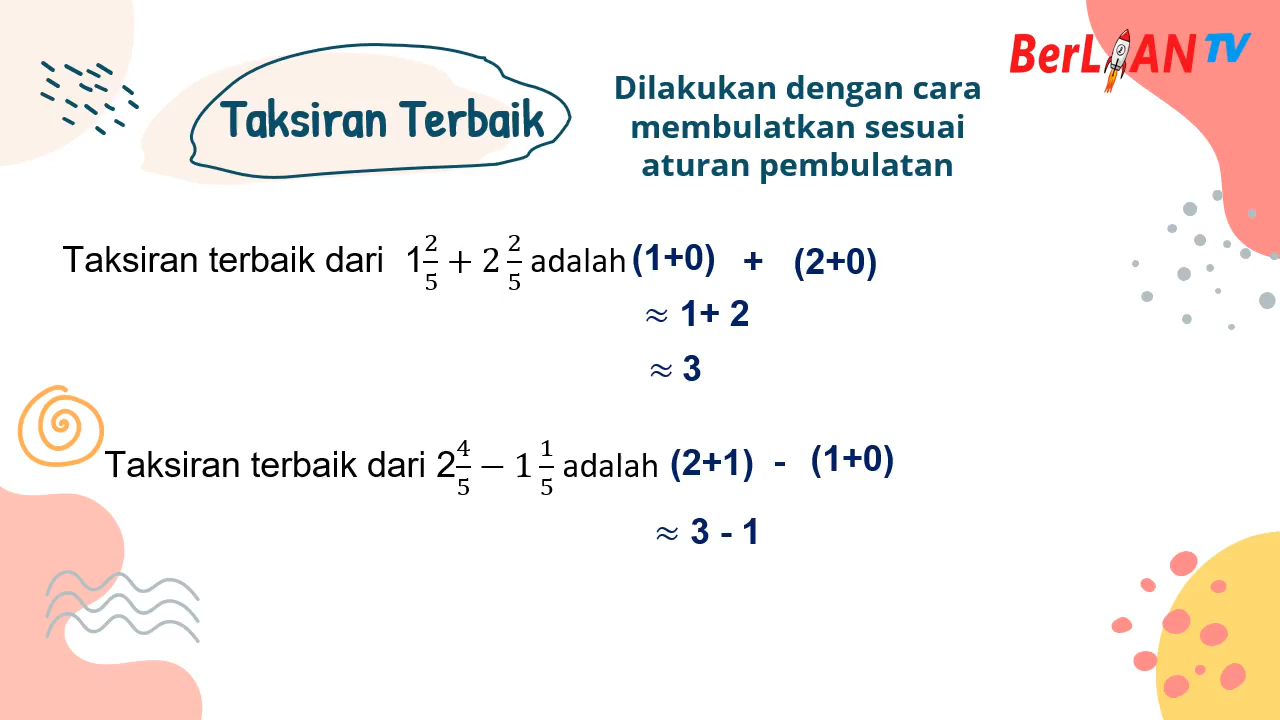 BerLIAN TV
Taksiran Terbaik
Dilakukan dengan cara
membulatkan sesuai
aturan pembulatan
Taksiran terbaik dari 1 2/5 + 2 2/5 adalah (1+0) + (2+0)
≈ 1+ 2
≈ 3
Taksiran terbaik dari 2 4/5 − 1 1/5 adalah (2+1) - (1+0)
≈ 3 - 1